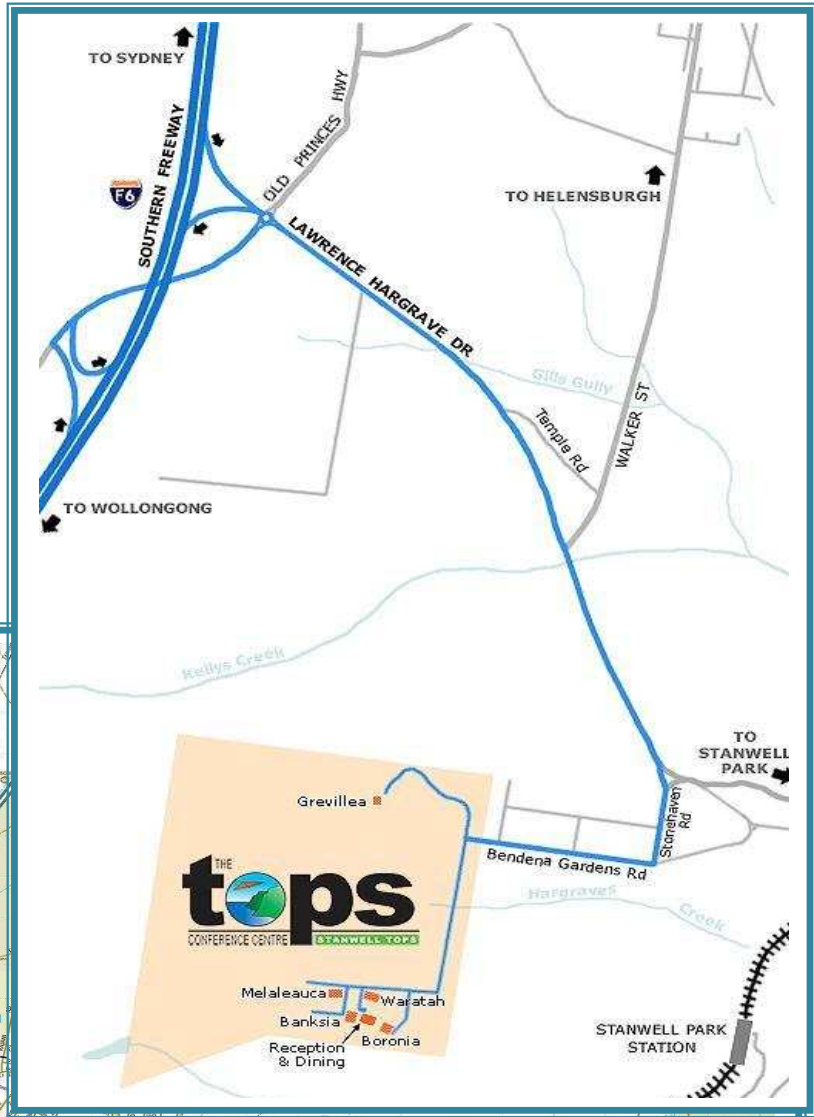 TO SYDNEY
SOUTHERN FREEWAY
F6
OLD PRINCES HWY
TO HELENSBURGH
LAWRENCE HARGRAVE DR
Gills Gully
Temple Rd
WALKER ST
TO WOLLONGONG
Kellys Creek
TO
STANWELL
PARK
Grevillea
Stonehaven
Rd
Bendena Gardens Rd
THE
tops
CONFERENCE CENTRE
STANWELL TOPS
Hargraves
Creek
Melaleauca
Waratah
Banksia
Boronia
Reception
& Dining
STANWELL PARK
STATION